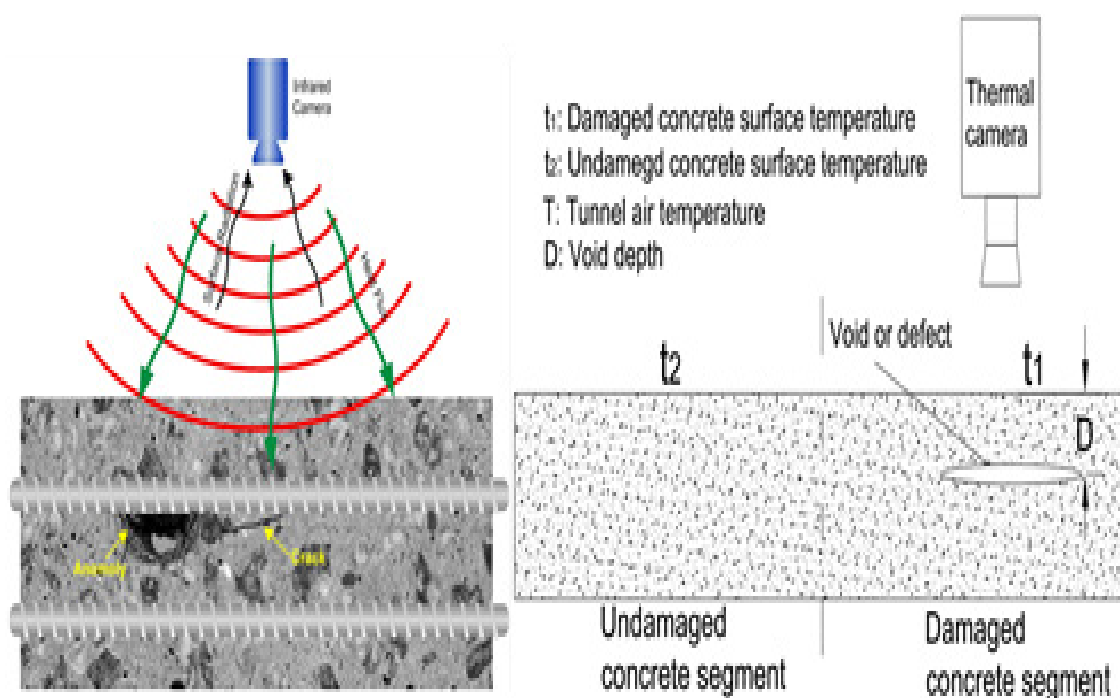 Infrared
Camera
Anomaly
Crack
t₁: Damaged concrete surface temperature
t₂: Undamegd concrete surface temperature
T: Tunnel air temperature
D: Void depth
Thermal
camera
Void or defect
t₂
t₁
D
Undamaged
concrete segment
Damaged
concrete segment